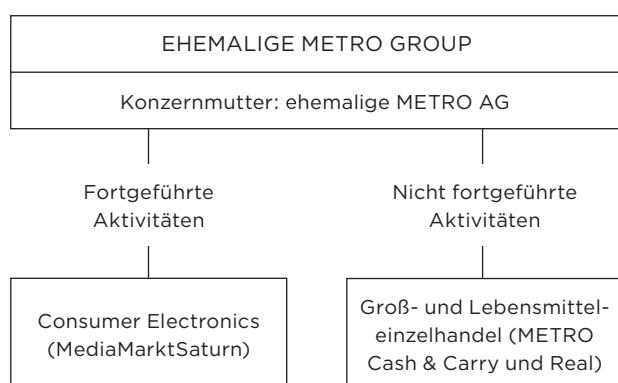 EHEMALIGE METRO GROUP
Konzernmutter: ehemalige METRO AG
Fortgeführte
Aktivitäten
Nicht fortgeführte
Aktivitäten
Consumer Electronics
(MediaMarktSaturn)
Groß- und Lebensmittel-
einzelhandel (METRO
Cash & Carry und Real)